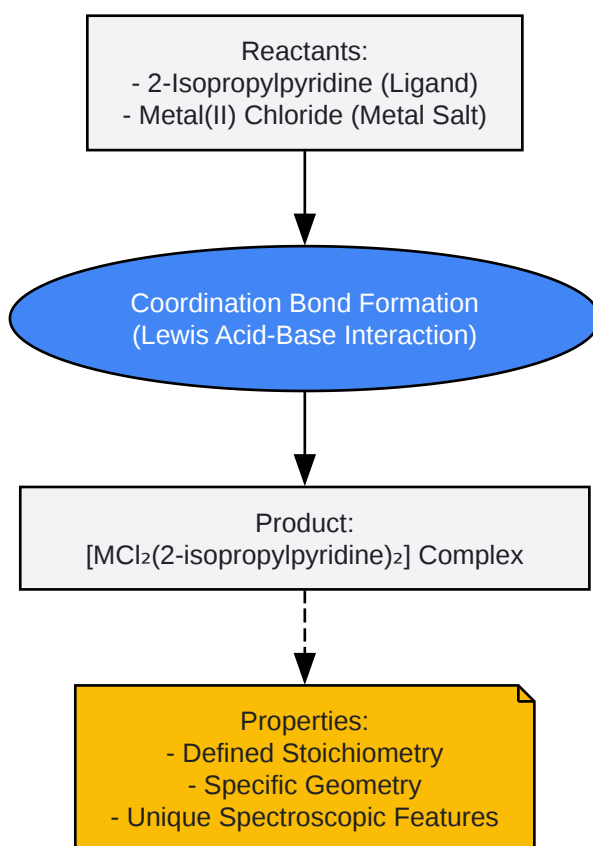 Reactants:
- 2-Isopropylpyridine (Ligand)
- Metal(II) Chloride (Metal Salt)
Coordination Bond Formation
(Lewis Acid-Base Interaction)
Product:
[MCl₂(2-isopropylpyridine)₂] Complex
Properties:
- Defined Stoichiometry
- Specific Geometry
- Unique Spectroscopic Features